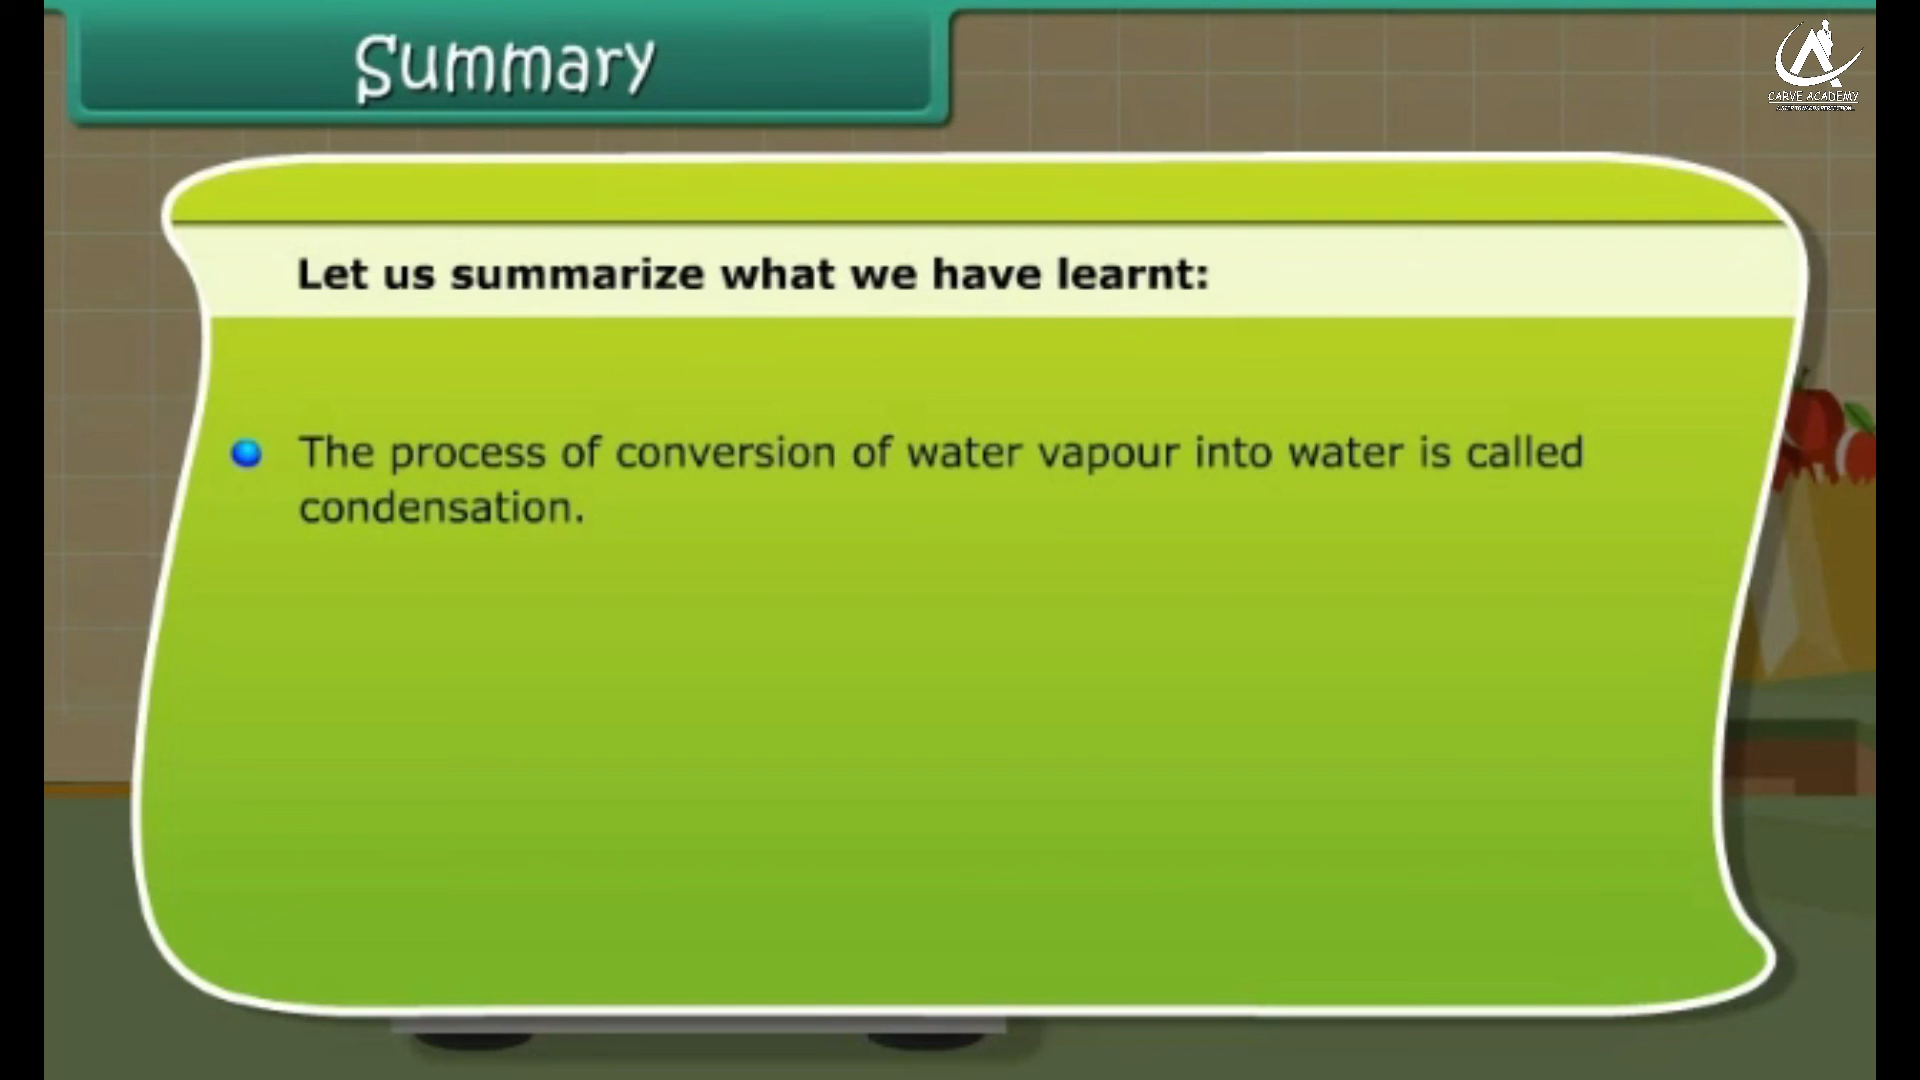 Summary
CARVE ACADEMY
Let us summarize what we have learnt:
The process of conversion of water vapour into water is called
condensation.